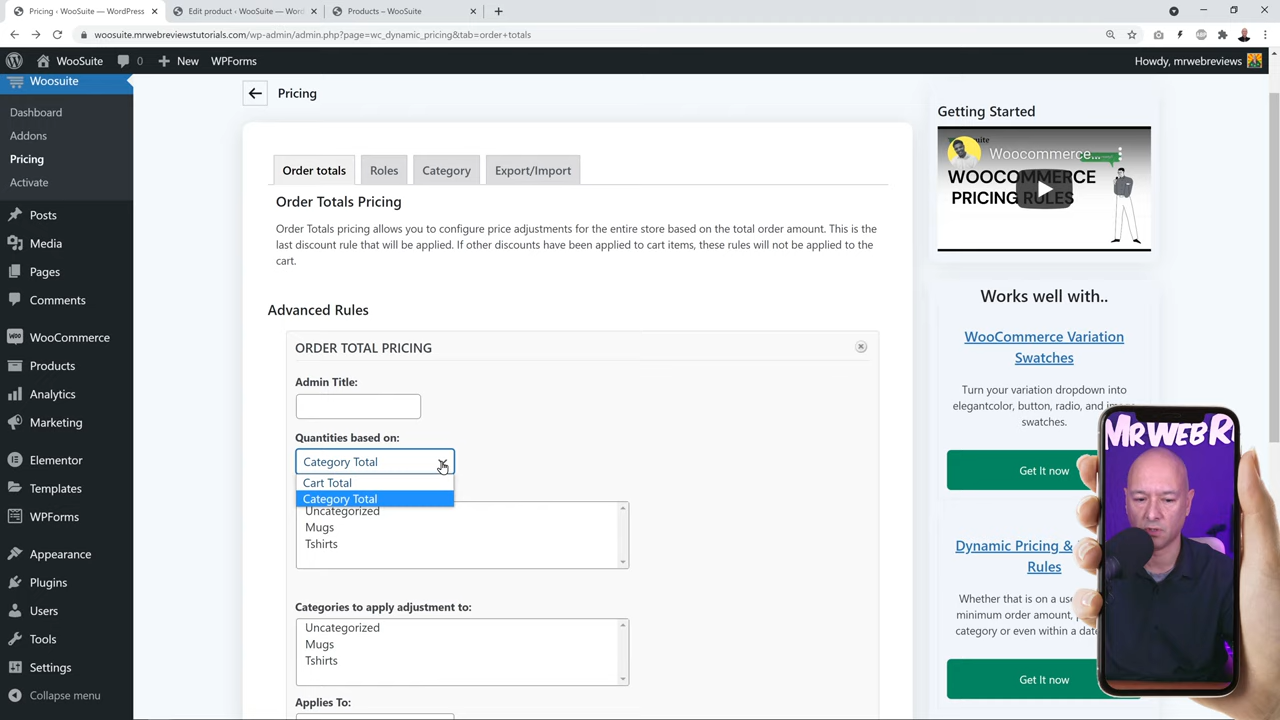 Pricing ‹ WooSuite — WordPress
Edit product ‹ WooSuite — Word
Products – WooSuite
woosuite.mrwebreviewstutorials.com/wp-admin/admin.php?page=wc_dynamic_pricing&tab=order+totals
WooSuite
0
New
WPForms
Howdy, mrwebreviews
Woosuite
Dashboard
Addons
Pricing
Activate
Posts
Media
Pages
Comments
WooCommerce
Products
Analytics
Marketing
Elementor
Templates
WPForms
Appearance
Plugins
Users
Tools
Settings
Collapse menu
Pricing
Order totals
Roles
Category
Export/Import
Order Totals Pricing
Order Totals pricing allows you to configure price adjustments for the entire store based on the total order amount. This is the
last discount rule that will be applied. If other discounts have been applied to cart items, these rules will not be applied to the
cart.
Advanced Rules
ORDER TOTAL PRICING
Admin Title:
Quantities based on:
Category Total
Cart Total
Category Total
Uncategorized
Mugs
Tshirts
Categories to apply adjustment to:
Uncategorized
Mugs
Tshirts
Applies To:
Getting Started
Woocommerce...
WOOCOMMERCE
PRICING RULES
Works well with..
WooCommerce Variation
Swatches
Turn your variation dropdown into
elegantcolor, button, radio, and
swatches.
Get it now
Dynamic Pricing &
Rules
Whether that is on a
minimum order amount,
category or even within a
Get it now
MRWEB